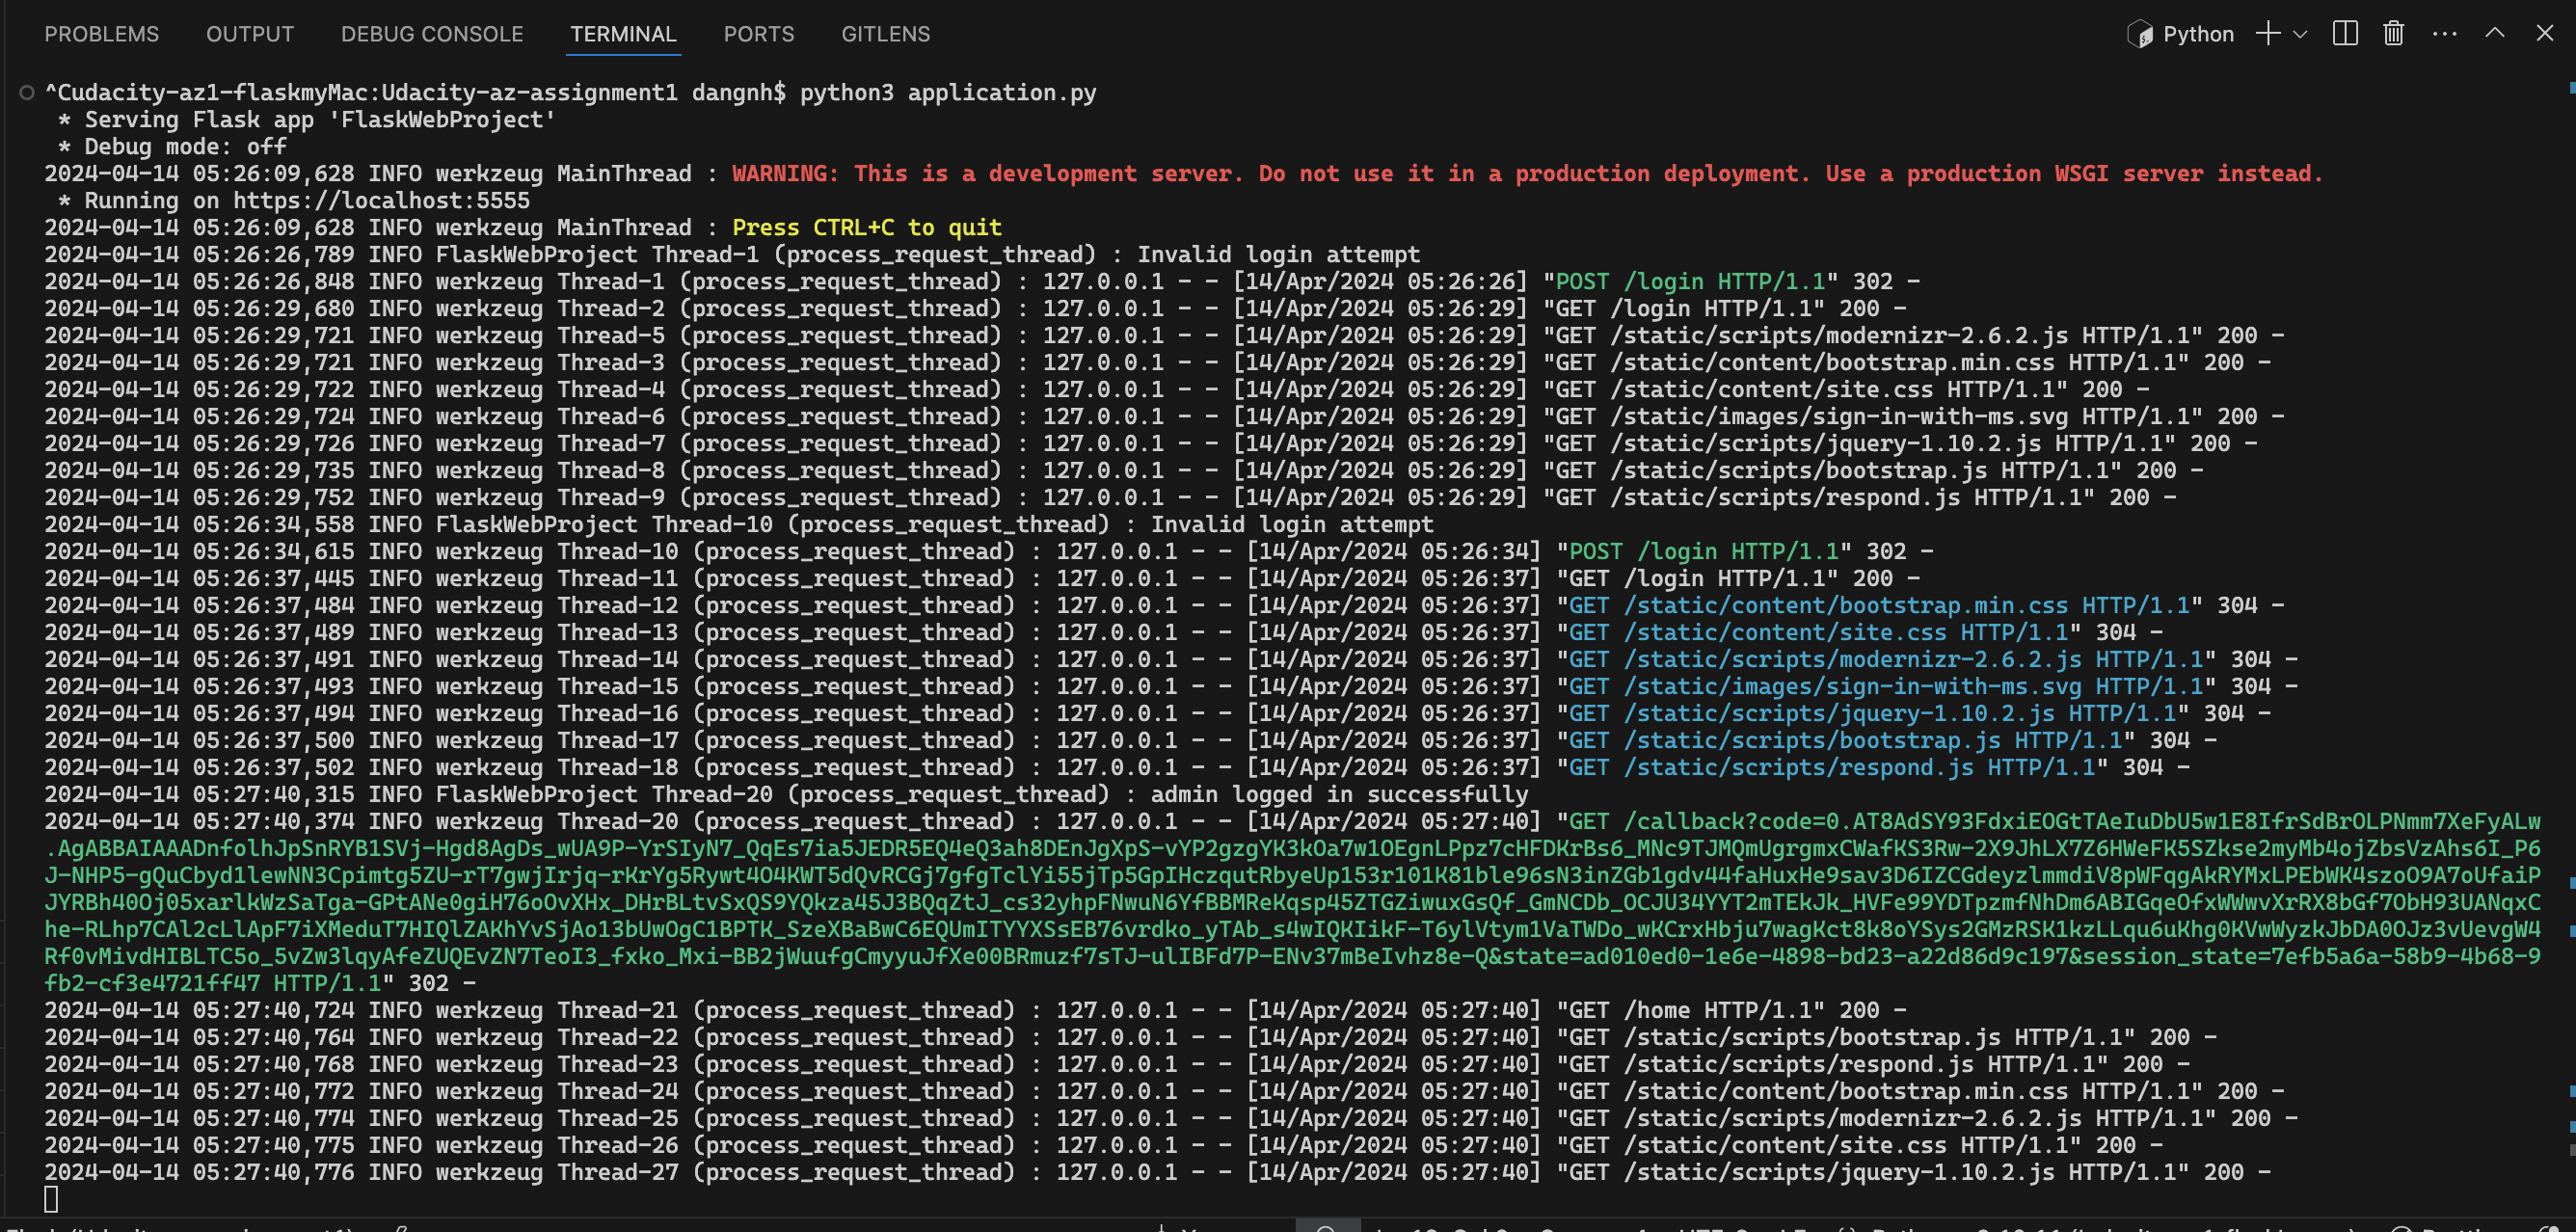 PROBLEMS OUTPUT DEBUG CONSOLE TERMINAL PORTS GITLENS Python
^Cudacity-az1-flaskmyMac:Udacity-az-assignment1 dangnh$ python3 application.py
* Serving Flask app 'FlaskWebProject'
* Debug mode: off
2024-04-14 05:26:09,628 INFO werkzeug MainThread : WARNING: This is a development server. Do not use it in a production deployment. Use a production WSGI server instead.
* Running on https://localhost:5555
2024-04-14 05:26:09,628 INFO werkzeug MainThread : Press CTRL+C to quit
2024-04-14 05:26:26,789 INFO FlaskWebProject Thread-1 (process_request_thread) : Invalid login attempt
2024-04-14 05:26:26,848 INFO werkzeug Thread-1 (process_request_thread) : 127.0.0.1 - - [14/Apr/2024 05:26:26] "POST /login HTTP/1.1" 302 -
2024-04-14 05:26:29,680 INFO werkzeug Thread-2 (process_request_thread) : 127.0.0.1 - - [14/Apr/2024 05:26:29] "GET /login HTTP/1.1" 200 -
2024-04-14 05:26:29,721 INFO werkzeug Thread-5 (process_request_thread) : 127.0.0.1 - - [14/Apr/2024 05:26:29] "GET /static/scripts/modernizr-2.6.2.js HTTP/1.1" 200 -
2024-04-14 05:26:29,721 INFO werkzeug Thread-3 (process_request_thread) : 127.0.0.1 - - [14/Apr/2024 05:26:29] "GET /static/content/bootstrap.min.css HTTP/1.1" 200 -
2024-04-14 05:26:29,722 INFO werkzeug Thread-4 (process_request_thread) : 127.0.0.1 - - [14/Apr/2024 05:26:29] "GET /static/content/site.css HTTP/1.1" 200 -
2024-04-14 05:26:29,724 INFO werkzeug Thread-6 (process_request_thread) : 127.0.0.1 - - [14/Apr/2024 05:26:29] "GET /static/images/sign-in-with-ms.svg HTTP/1.1" 200 -
2024-04-14 05:26:29,726 INFO werkzeug Thread-7 (process_request_thread) : 127.0.0.1 - - [14/Apr/2024 05:26:29] "GET /static/scripts/jquery-1.10.2.js HTTP/1.1" 200 -
2024-04-14 05:26:29,735 INFO werkzeug Thread-8 (process_request_thread) : 127.0.0.1 - - [14/Apr/2024 05:26:29] "GET /static/scripts/bootstrap.js HTTP/1.1" 200 -
2024-04-14 05:26:29,752 INFO werkzeug Thread-9 (process_request_thread) : 127.0.0.1 - - [14/Apr/2024 05:26:29] "GET /static/scripts/respond.js HTTP/1.1" 200 -
2024-04-14 05:26:34,558 INFO FlaskWebProject Thread-10 (process_request_thread) : Invalid login attempt
2024-04-14 05:26:34,615 INFO werkzeug Thread-10 (process_request_thread) : 127.0.0.1 - - [14/Apr/2024 05:26:34] "POST /login HTTP/1.1" 302 -
2024-04-14 05:26:37,445 INFO werkzeug Thread-11 (process_request_thread) : 127.0.0.1 - - [14/Apr/2024 05:26:37] "GET /login HTTP/1.1" 200 -
2024-04-14 05:26:37,484 INFO werkzeug Thread-12 (process_request_thread) : 127.0.0.1 - - [14/Apr/2024 05:26:37] "GET /static/content/bootstrap.min.css HTTP/1.1" 304 -
2024-04-14 05:26:37,489 INFO werkzeug Thread-13 (process_request_thread) : 127.0.0.1 - - [14/Apr/2024 05:26:37] "GET /static/content/site.css HTTP/1.1" 304 -
2024-04-14 05:26:37,491 INFO werkzeug Thread-14 (process_request_thread) : 127.0.0.1 - - [14/Apr/2024 05:26:37] "GET /static/scripts/modernizr-2.6.2.js HTTP/1.1" 304 -
2024-04-14 05:26:37,493 INFO werkzeug Thread-15 (process_request_thread) : 127.0.0.1 - - [14/Apr/2024 05:26:37] "GET /static/images/sign-in-with-ms.svg HTTP/1.1" 304 -
2024-04-14 05:26:37,494 INFO werkzeug Thread-16 (process_request_thread) : 127.0.0.1 - - [14/Apr/2024 05:26:37] "GET /static/scripts/jquery-1.10.2.js HTTP/1.1" 304 -
2024-04-14 05:26:37,500 INFO werkzeug Thread-17 (process_request_thread) : 127.0.0.1 - - [14/Apr/2024 05:26:37] "GET /static/scripts/bootstrap.js HTTP/1.1" 304 -
2024-04-14 05:26:37,502 INFO werkzeug Thread-18 (process_request_thread) : 127.0.0.1 - - [14/Apr/2024 05:26:37] "GET /static/scripts/respond.js HTTP/1.1" 304 -
2024-04-14 05:27:40,315 INFO FlaskWebProject Thread-20 (process_request_thread) : admin logged in successfully
2024-04-14 05:27:40,374 INFO werkzeug Thread-20 (process_request_thread) : 127.0.0.1 - - [14/Apr/2024 05:27:40] "GET /callback?code=0.AT8AdSY93FdxiEOGtTAeIuDbU5w1E8IfrSdBrOLPNmm7XeFyALw
.AgABBAIAAADnfolhJpSnRYB1SVj-Hgd8AgDs_wUA9P-YrSIyN7_QqEs7ia5JEDR5EQ4eQ3ah8DEnJgXpS-vYP2gzgYK3kOa7w1OEgnLPpz7cHFDKrBs6_MNc9TJMQmUgrgmxCWafKS3Rw-2X9JhLX7Z6HWeFK5SZkse2myMb4ojZbsVzAhs6I_P6
J-NHP5-gQuCbyd1lewNN3Cpimtg5ZU-rT7gwjIrjq-rKrYg5Rywt4O4KWT5dQvRCGj7gfgTclYi55jTp5GpIHczqutRbyeUp153r101K81ble96sN3inZGb1gdv44faHuxHe9sav3D6IZCGdeyzlmmdiV8pWFqgAkRYMxLPEbWK4szoO9A7oUfaiP
JYRBh40Oj05xarlkWzSaTga-GPtANe0giH76oOvXHx_DHrBLtvSxQS9YQkza45J3BQqZtJ_cs32yhpFNwuN6YfBBMReKqsp45ZTGZiwuxGsQf_GmNCDb_OCJU34YYT2mTEkJk_HVFe99YDTpzmfNhDm6ABIGqeOfxWWwvXrRX8bGf7ObH93UANqxC
he-RLhp7CAl2cLlApF7iXMeduT7HIQlZAKhYvSjAo13bUwOgC1BPTK_SzeXBaBwC6EQUmITYYXSsEB76vrdko_yTAb_s4wIQKIikF-T6ylVtym1VaTWDo_wKCrxHbju7wagKct8k8oYSys2GMzRSK1kzLLqu6uKhg0KVwWyzkJbDA0OJz3vUevgW4
Rf0vMivdHIBLTC5o_5vZw3lqyAfeZUQEvZN7TeoI3_fxko_Mxi-BB2jWuufgCmyyuJfXe00BRmuzf7sTJ-ulIBFd7P-ENv37mBeIvhz8e-Q&state=ad010ed0-1e6e-4898-bd23-a22d86d9c197&session_state=7efb5a6a-58b9-4b68-9
fb2-cf3e4721ff47 HTTP/1.1" 302 -
2024-04-14 05:27:40,724 INFO werkzeug Thread-21 (process_request_thread) : 127.0.0.1 - - [14/Apr/2024 05:27:40] "GET /home HTTP/1.1" 200 -
2024-04-14 05:27:40,764 INFO werkzeug Thread-22 (process_request_thread) : 127.0.0.1 - - [14/Apr/2024 05:27:40] "GET /static/scripts/bootstrap.js HTTP/1.1" 200 -
2024-04-14 05:27:40,768 INFO werkzeug Thread-23 (process_request_thread) : 127.0.0.1 - - [14/Apr/2024 05:27:40] "GET /static/scripts/respond.js HTTP/1.1" 200 -
2024-04-14 05:27:40,772 INFO werkzeug Thread-24 (process_request_thread) : 127.0.0.1 - - [14/Apr/2024 05:27:40] "GET /static/content/bootstrap.min.css HTTP/1.1" 200 -
2024-04-14 05:27:40,774 INFO werkzeug Thread-25 (process_request_thread) : 127.0.0.1 - - [14/Apr/2024 05:27:40] "GET /static/scripts/modernizr-2.6.2.js HTTP/1.1" 200 -
2024-04-14 05:27:40,775 INFO werkzeug Thread-26 (process_request_thread) : 127.0.0.1 - - [14/Apr/2024 05:27:40] "GET /static/content/site.css HTTP/1.1" 200 -
2024-04-14 05:27:40,776 INFO werkzeug Thread-27 (process_request_thread) : 127.0.0.1 - - [14/Apr/2024 05:27:40] "GET /static/scripts/jquery-1.10.2.js HTTP/1.1" 200 -